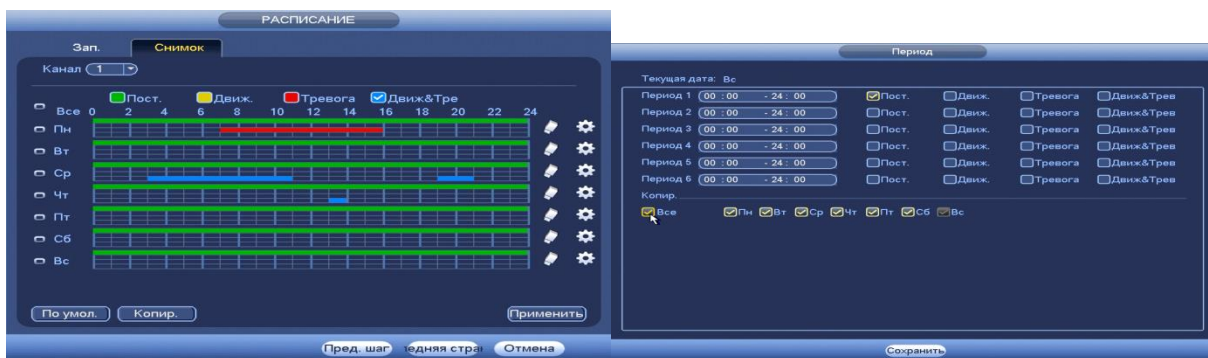 РАСПИСАНИЕ
Зап. Снимок
Канал 1
Пост. Движ. Тревога Движ&Тре
Все 0 2 4 6 8 10 12 14 16 18 20 22 24
Пн
Вт
Ср
Чт
Пт
Сб
Вс
По умол. Копир. Применить
Пред. шаг едняя стра Отмена
Период
Текущая дата: Вс
Период 1 00 : 00 - 24 : 00 Пост. Движ. Тревога Движ&Трев
Период 2 00 : 00 - 24 : 00 Пост. Движ. Тревога Движ&Трев
Период 3 00 : 00 - 24 : 00 Пост. Движ. Тревога Движ&Трев
Период 4 00 : 00 - 24 : 00 Пост. Движ. Тревога Движ&Трев
Период 5 00 : 00 - 24 : 00 Пост. Движ. Тревога Движ&Трев
Период 6 00 : 00 - 24 : 00 Пост. Движ. Тревога Движ&Трев
Копир.
Все Пн Вт Ср Чт Пт Сб Вс
Сохранить